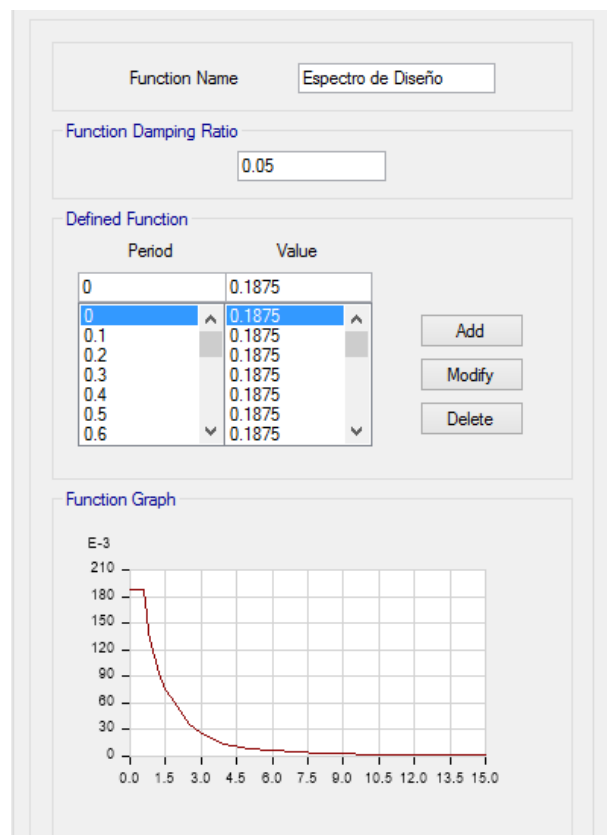 Function Name Espectro de Diseño
Function Damping Ratio
0.05
Defined Function
Period Value
0 0.1875
0 0.1875
0.1 0.1875
0.2 0.1875
0.3 0.1875
0.4 0.1875
0.5 0.1875
0.6 0.1875
Add
Modify
Delete
Function Graph
E-3
210
180
150
120
90
60
30
0
0.0 1.5 3.0 4.5 6.0 7.5 9.0 10.5 12.0 13.5 15.0